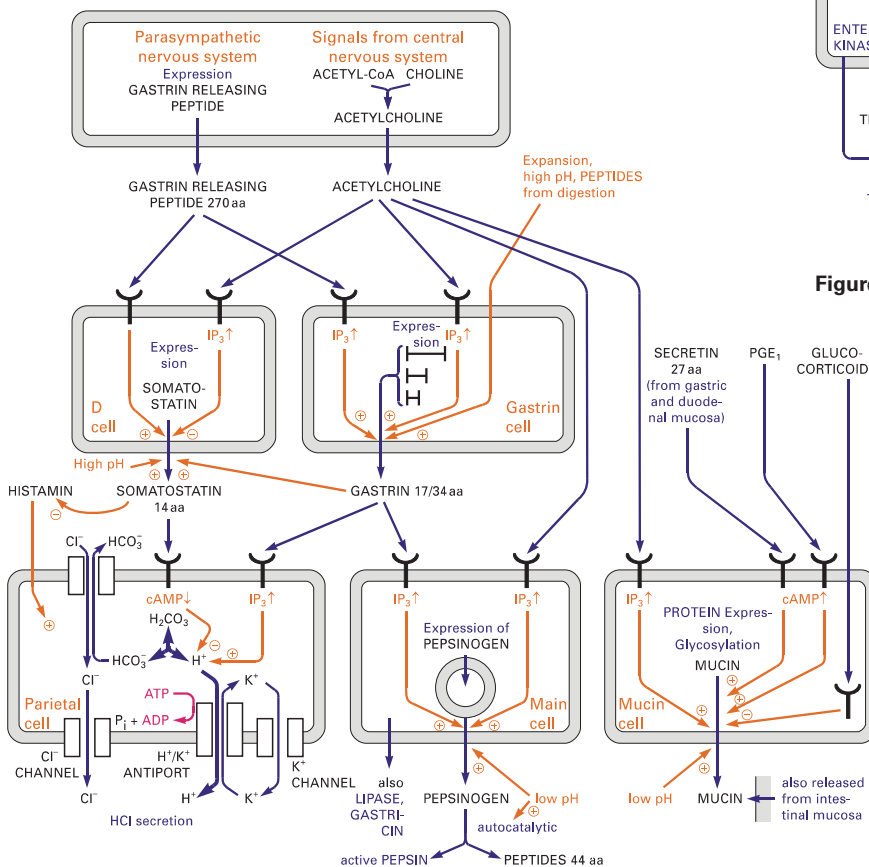 Parasympathetic
nervous system
Expression
GASTRIN RELEASING
PEPTIDE
Signals from central
nervous system
ACETYL-CoA CHOLINE
ACETYLCHOLINE
ENTE
KINAS
GASTRIN RELEASING
PEPTIDE 270 aa
ACETYLCHOLINE
Expansion,
high pH, PEPTIDES
from digestion
Figure
IP₃↑
Expres-
sion
SOMATO-
STATIN
D
cell
⊕
⊖
IP₃↑
Expres-
sion
IP₃↑
⊕
⊕
⊕
Gastrin
cell
SECRETIN
27 aa
(from gastric
and duode-
nal mucosa)
PGE₁
GLUCO-
CORTICOID
High pH
⊕
⊕
HISTAMIN
⊖
SOMATOSTATIN
14 aa
GASTRIN 17/34 aa
Cl⁻
HCO₃⁻
cAMP↓
IP₃↑
H₂CO₃
⊕
⊖
⊕
HCO₃⁻
H⁺
Cl⁻
K⁺
Parietal
cell
ATP
Pᵢ + ADP
Cl⁻
CHANNEL
H⁺/K⁺
ANTIPORT
K⁺
CHANNEL
Cl⁻
H⁺
K⁺
HCl secretion
IP₃↑
IP₃↑
Expression of
PEPSINOGEN
⊕
⊕
Main
cell
also
LIPASE,
GASTRI-
CIN
⊕
PEPSINOGEN
low pH
⊕
autocatalytic
active PEPSIN
PEPTIDES 44 aa
IP₃↑
cAMP↑
PROTEIN Expres-
sion,
Glycosylation
MUCIN
⊕
⊕
⊕
⊖
Mucin
cell
⊕
low pH
MUCIN
also released
from intes-
tinal mucosa